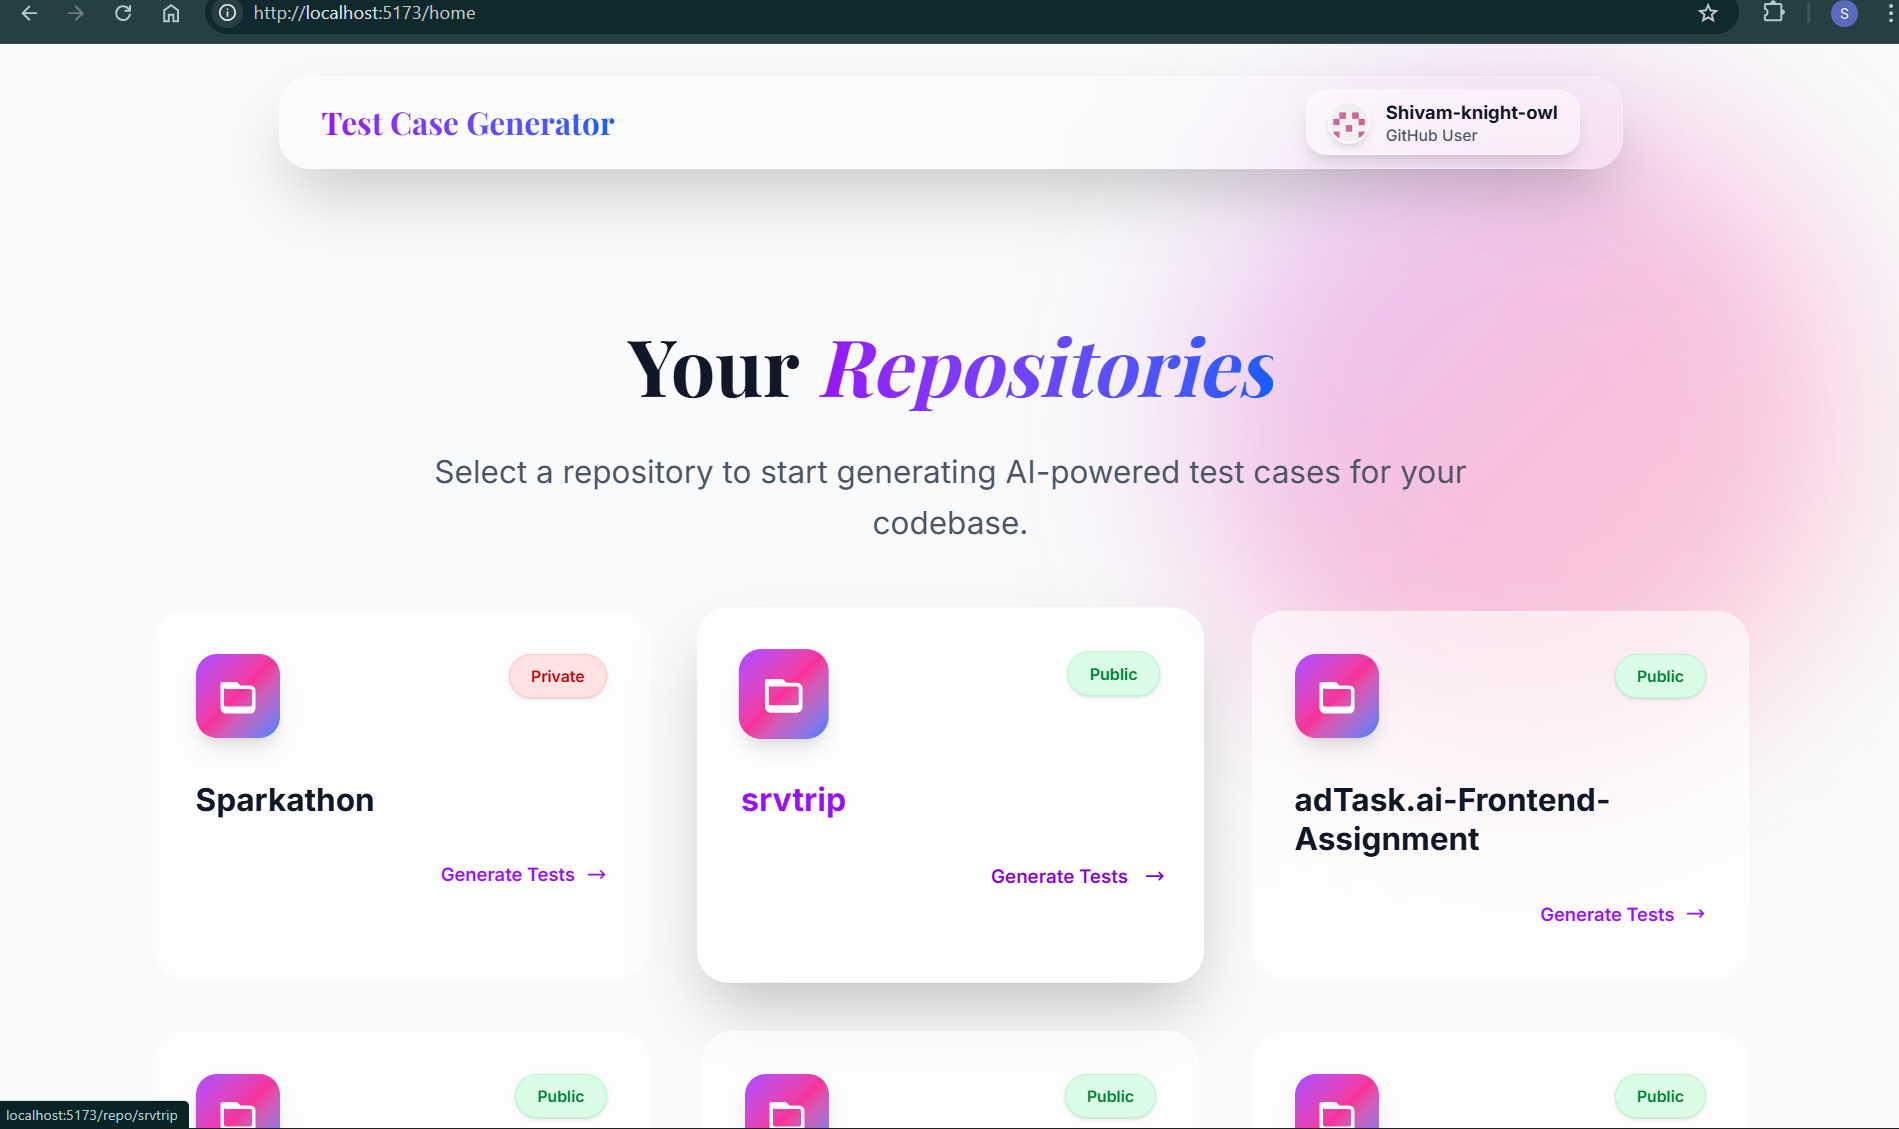 http://localhost:5173/home
S
Test Case Generator
Shivam-knight-owl
GitHub User
Your Repositories
Select a repository to start generating AI-powered test cases for your
codebase.
Private
Sparkathon
Generate Tests →
Public
srvtrip
Generate Tests →
Public
adTask.ai-Frontend-
Assignment
Generate Tests →
Public
Public
Public
localhost:5173/repo/srvtrip